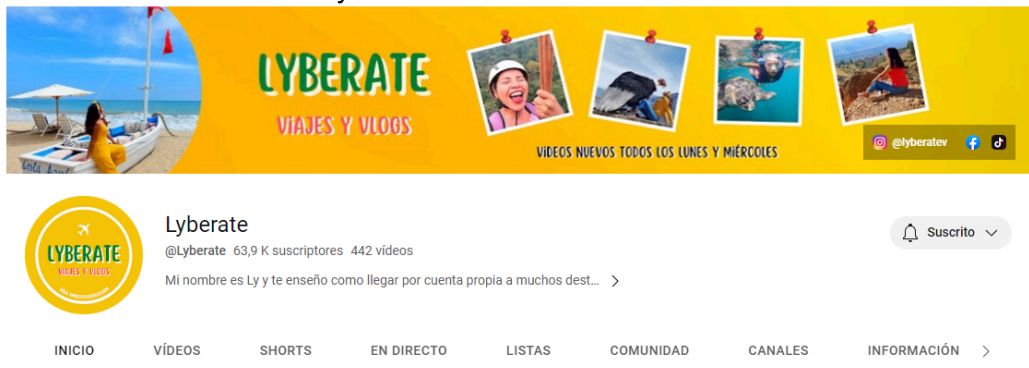 LYBERATE
VIAJES Y VLOGS
VIDEOS NUEVOS TODOS LOS LUNES Y MIÉRCOLES
@lyberatev
LYBERATE
VIAJES Y VLOGS
Lyberate
@Lyberate 63,9 K suscriptores 442 vídeos
Mi nombre es Ly y te enseño como llegar por cuenta propia a muchos dest...
Suscrito
INICIO VÍDEOS SHORTS EN DIRECTO LISTAS COMUNIDAD CANALES INFORMACIÓN